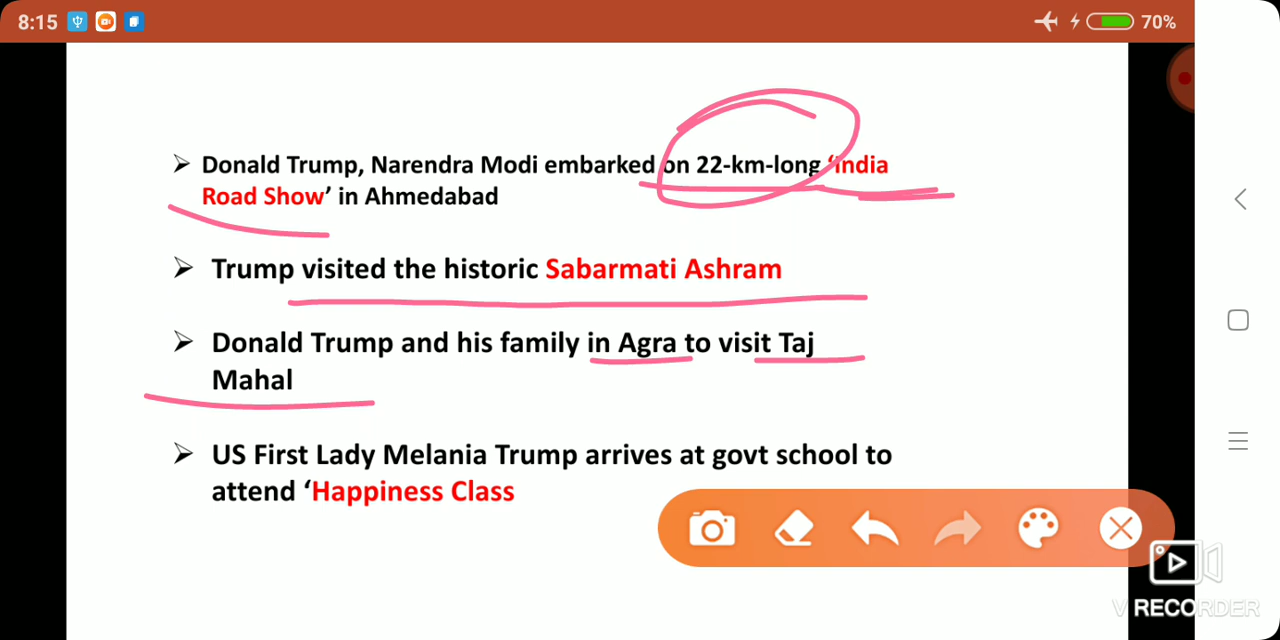 8:15
70%
Donald Trump, Narendra Modi embarked on 22-km-long ‘India
Road Show’ in Ahmedabad
Trump visited the historic Sabarmati Ashram
Donald Trump and his family in Agra to visit Taj
Mahal
US First Lady Melania Trump arrives at govt school to
attend ‘Happiness Class
V RECORDER